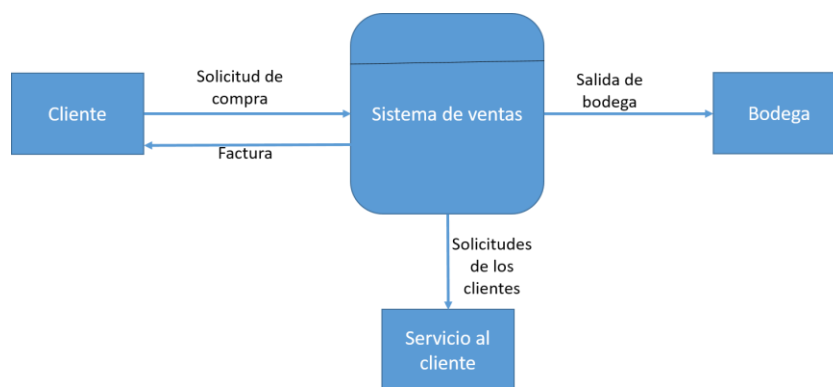 Cliente
Solicitud de
compra
Factura
Sistema de ventas
Salida de
bodega
Bodega
Solicitudes
de los
clientes
Servicio al
cliente